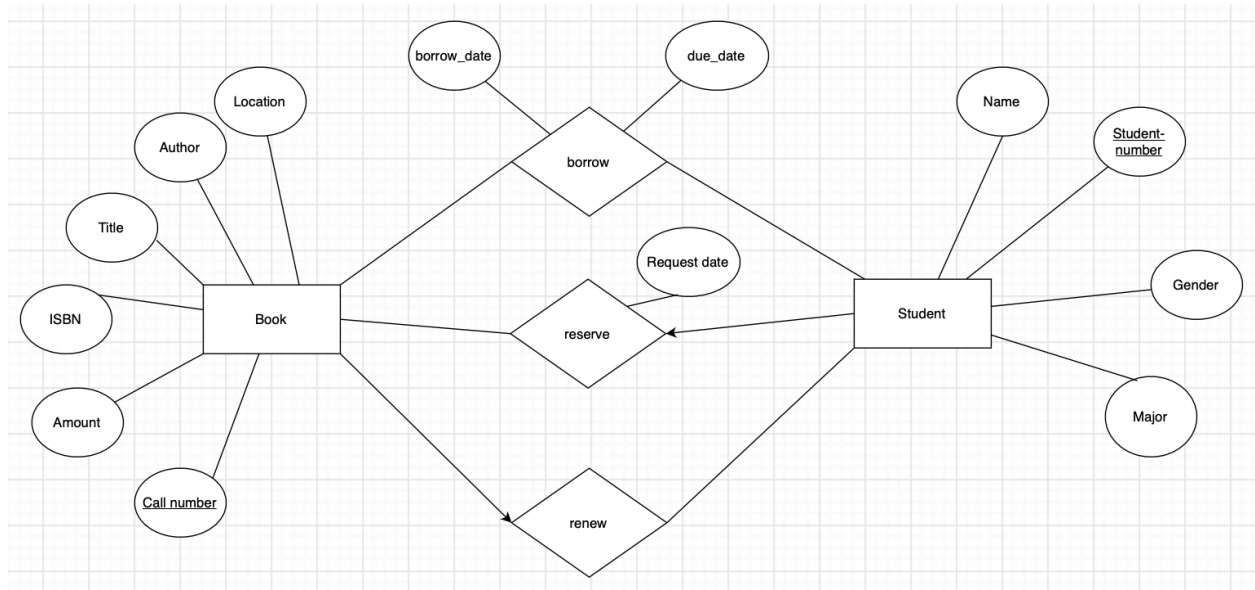 borrow_date
due_date
Location
Name
Author
Student-
number
borrow
Title
Request date
Gender
ISBN
Book
Student
reserve
Amount
Major
Call number
renew